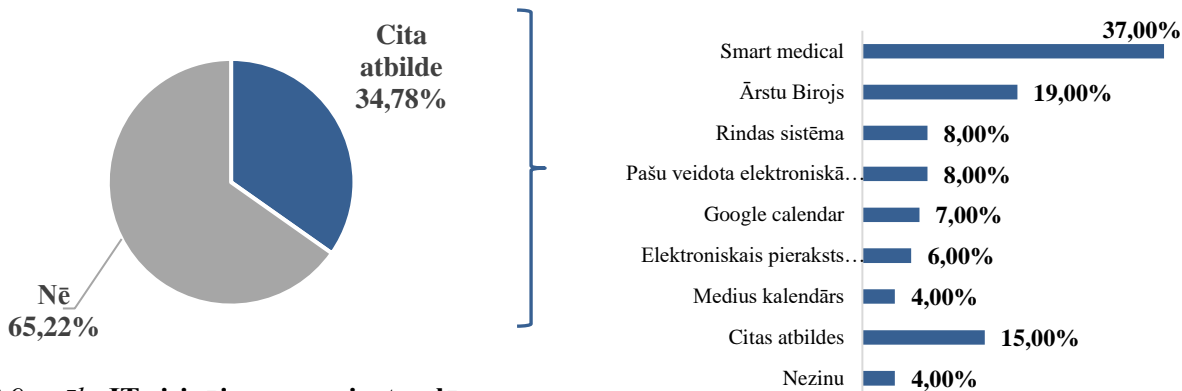 Cita
atbilde
34,78%
Nē
65,22%
37,00%
Smart medical
Ārstu Birojs 19,00%
Rindas sistēma 8,00%
Pašu veidota elektroniskā… 8,00%
Google calendar 7,00%
Elektroniskais pieraksts… 6,00%
Medius kalendārs 4,00%
Citas atbildes 15,00%
Nezinu 4,00%